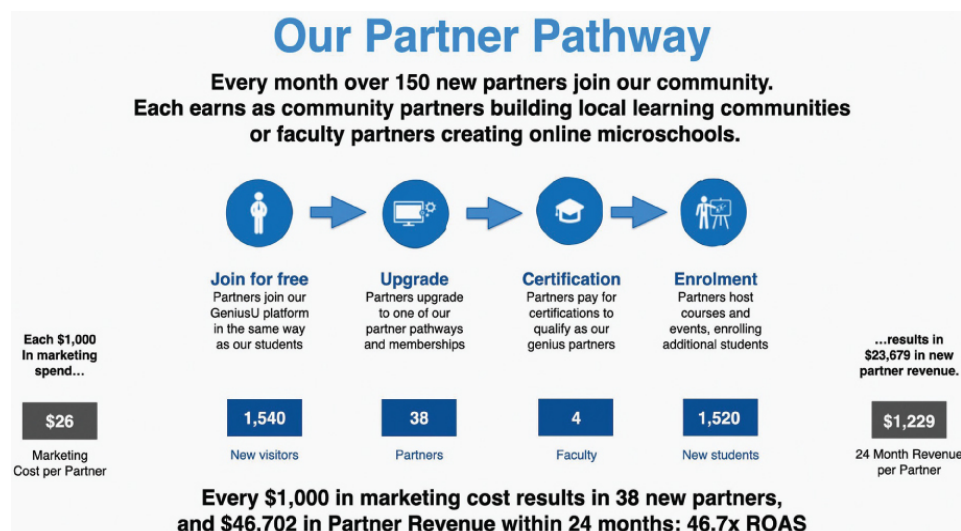 Our Partner Pathway
Every month over 150 new partners join our community.
Each earns as community partners building local learning communities
or faculty partners creating online microschools.
Join for free
Partners join our
GeniusU platform
in the same way
as our students
Upgrade
Partners upgrade
to one of our
partner pathways
and memberships
Certification
Partners pay for
certifications to
qualify as our
genius partners
Enrolment
Partners host
courses and
events, enrolling
additional students
Each $1,000
In marketing
spend...
...results in
$23,679 in new
partner revenue.
$26
Marketing
Cost per Partner
1,540
New visitors
38
Partners
4
Faculty
1,520
New students
$1,229
24 Month Revenue
per Partner
Every $1,000 in marketing cost results in 38 new partners,
and $46,702 in Partner Revenue within 24 months: 46.7x ROAS